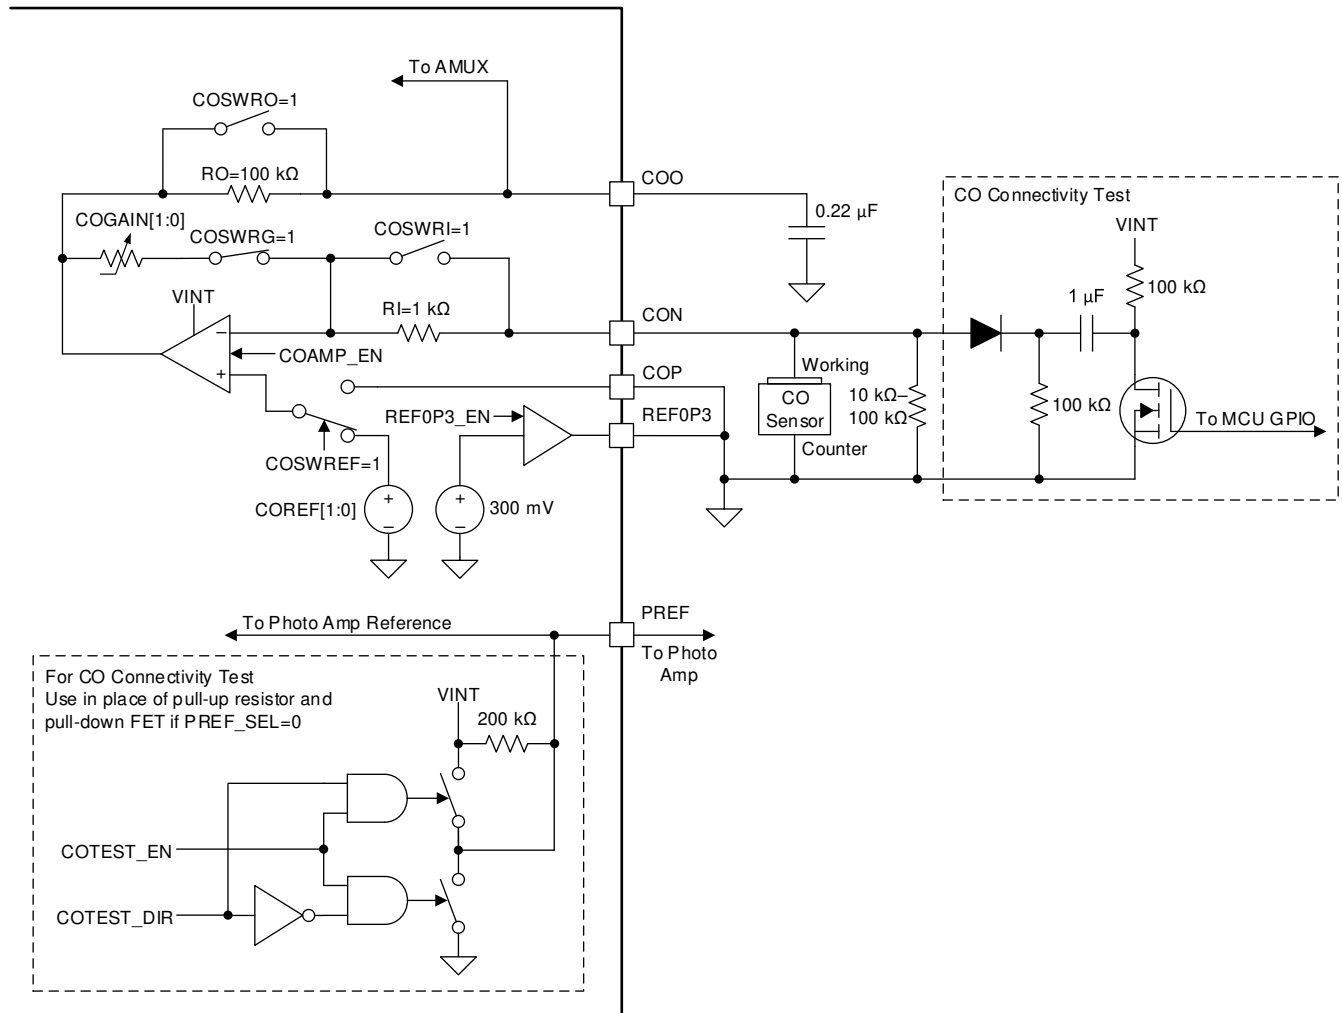 To AMUX
COSWRO=1
RO=100 kΩ
COO
COGAIN[1:0]
COSWRG=1
COSWRI=1
0.22 µF
CO Connectivity Test
VINT
100 kΩ
1 µF
VINT
RI=1 kΩ
CON
COAMP_EN
COP
Working
CO
Sensor
Counter
10 kΩ–
100 kΩ
100 kΩ
To MCU GPIO
REF0P3_EN
REF0P3
COSWREF=1
COREF[1:0]
300 mV
+
−
+
−
−
+
PREF
To Photo Amp Reference
To Photo
Amp
For CO Connectivity Test
Use in place of pull-up resistor and
pull-down FET if PREF_SEL=0
VINT
200 kΩ
COTEST_EN
COTEST_DIR